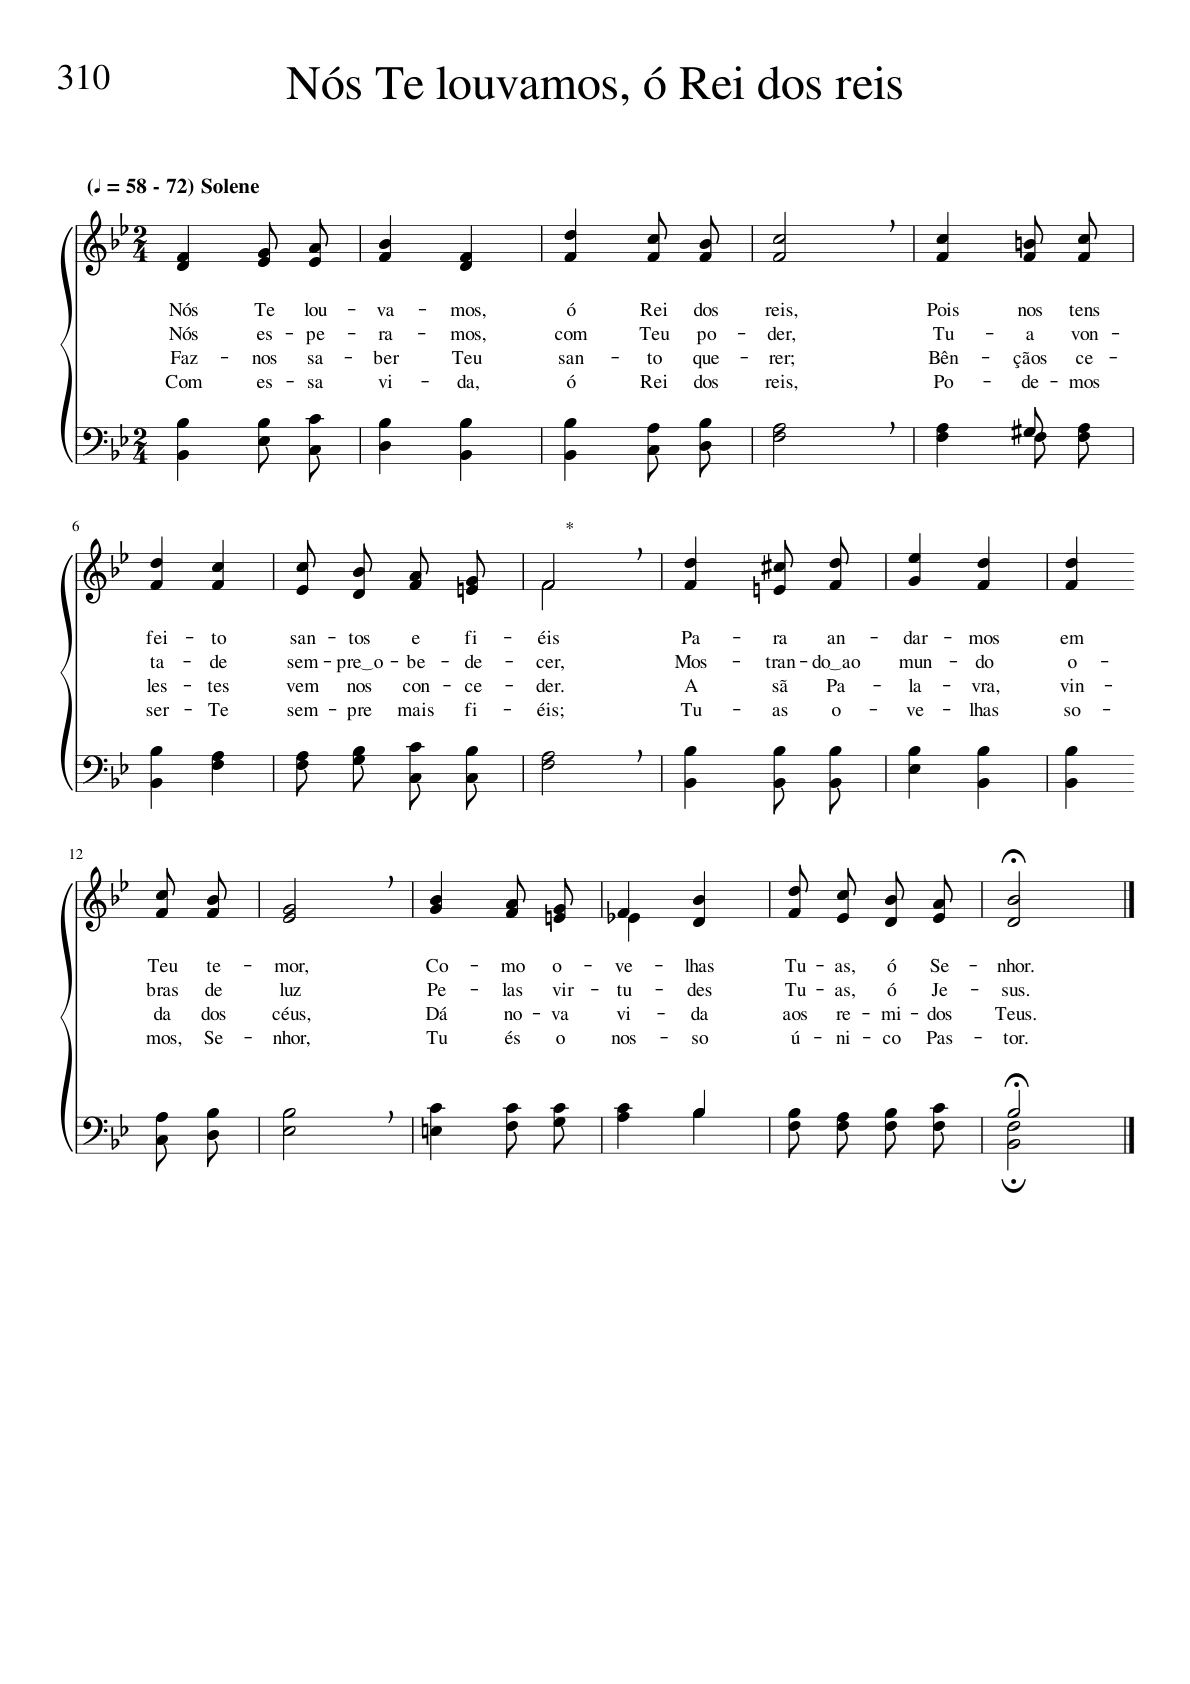 310
Nós Te louvamos, ó Rei dos reis
(♩ = 58 - 72) Solene
Nós Te lou - va - mos, ó Rei dos reis, Pois nos tens
Nós es - pe - ra - mos, com Teu po - der, Tu - a von -
Faz - nos sa - ber Teu san - to que - rer; Bên - çãos ce -
Com es - sa vi - da, ó Rei dos reis, Po - de - mos
6
*
fei - to san - tos e fi - éis Pa - ra an - dar - mos em
ta - de sem - pre‿o - be - de - cer, Mos - tran - do‿ao mun - do o -
les - tes vem nos con - ce - der. A sã Pa - la - vra, vin -
ser - Te sem - pre mais fi - éis; Tu - as o - ve - lhas so -
12
Teu te - mor, Co - mo o - ve - lhas Tu - as, ó Se - nhor.
bras de luz Pe - las vir - tu - des Tu - as, ó Je - sus.
da dos céus, Dá no - va vi - da aos re - mi - dos Teus.
mos, Se - nhor, Tu és o nos - so ú - ni - co Pas - tor.